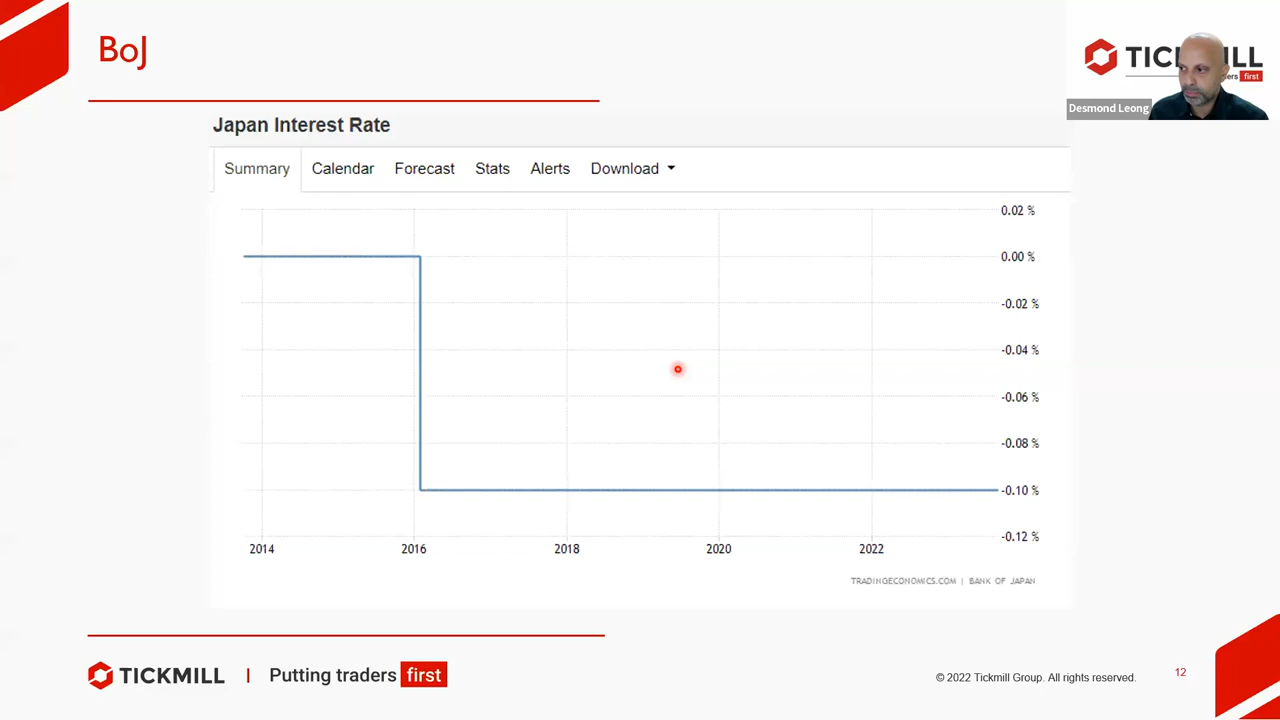 BoJ
TICKMILL
first
Desmond Leong
Japan Interest Rate
Summary Calendar Forecast Stats Alerts Download
0.02 %
0.00 %
-0.02 %
-0.04 %
-0.06 %
-0.08 %
-0.10 %
-0.12 %
2014 2016 2018 2020 2022
TRADINGECONOMICS.COM | BANK OF JAPAN
TICKMILL | Putting traders first
© 2022 Tickmill Group. All rights reserved. 12